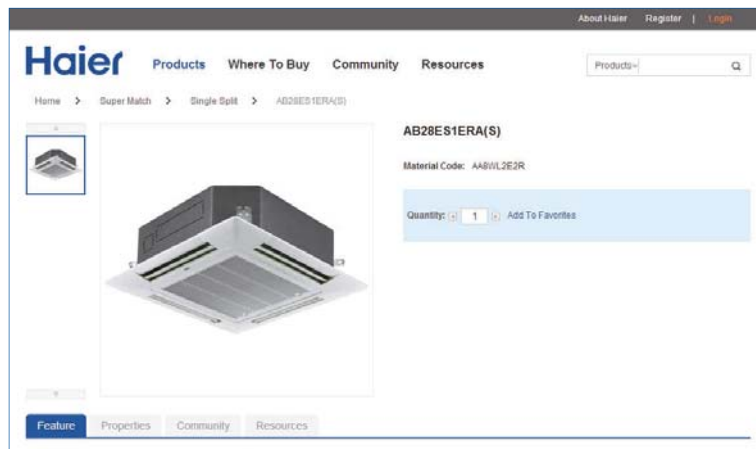 About Haier Register | Login
Haier Products Where To Buy Community Resources Products
Home > Super Match > Single Split > AB28ES1ERA(S)
AB28ES1ERA(S)
Material Code: AA8WL2E2R
Quantity: 1 Add To Favorites
Feature Properties Community Resources